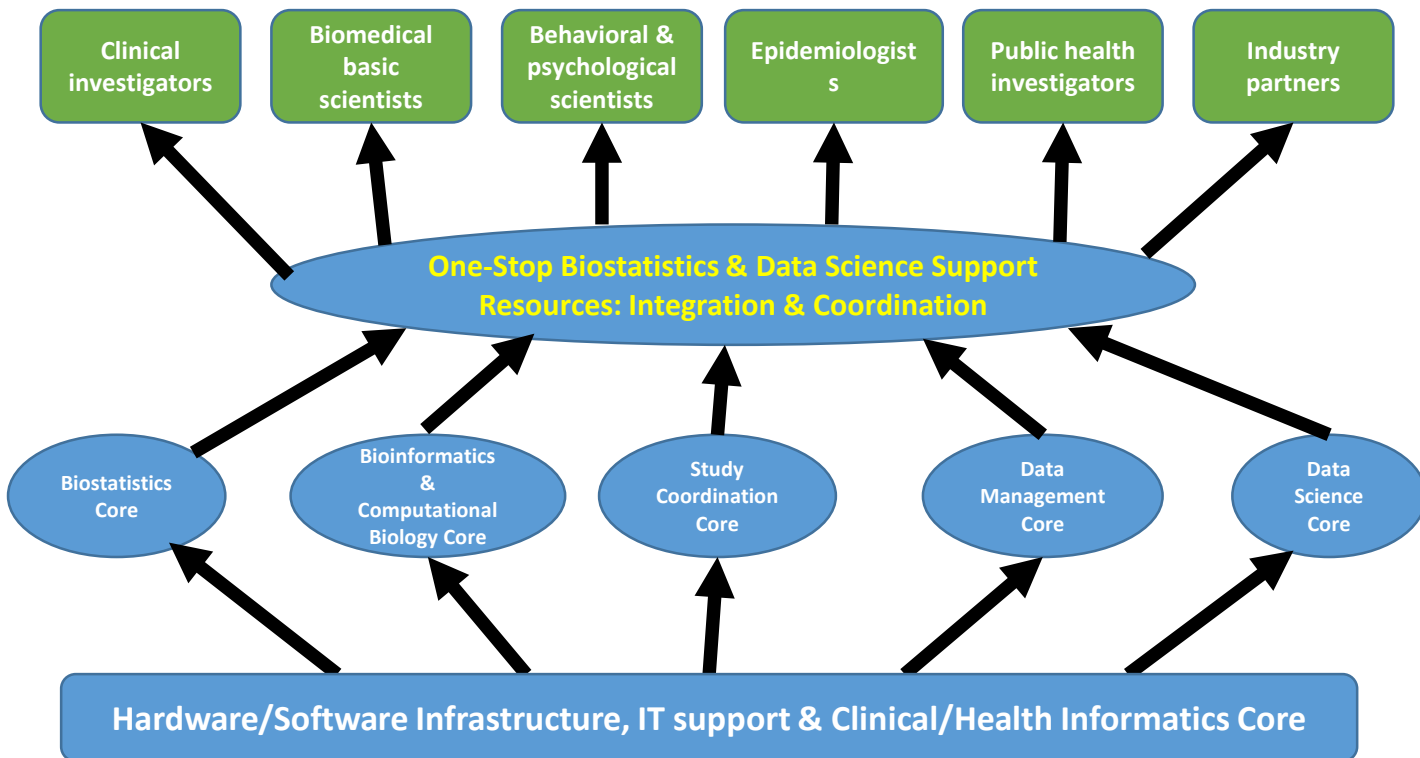 Clinical
investigators
Biomedical
basic
scientists
Behavioral &
psychological
scientists
Epidemiologist
s
Public health
investigators
Industry
partners
One-Stop Biostatistics & Data Science Support
Resources: Integration & Coordination
Biostatistics
Core
Bioinformatics
&
Computational
Biology Core
Study
Coordination
Core
Data
Management
Core
Data
Science
Core
Hardware/Software Infrastructure, IT support & Clinical/Health Informatics Core